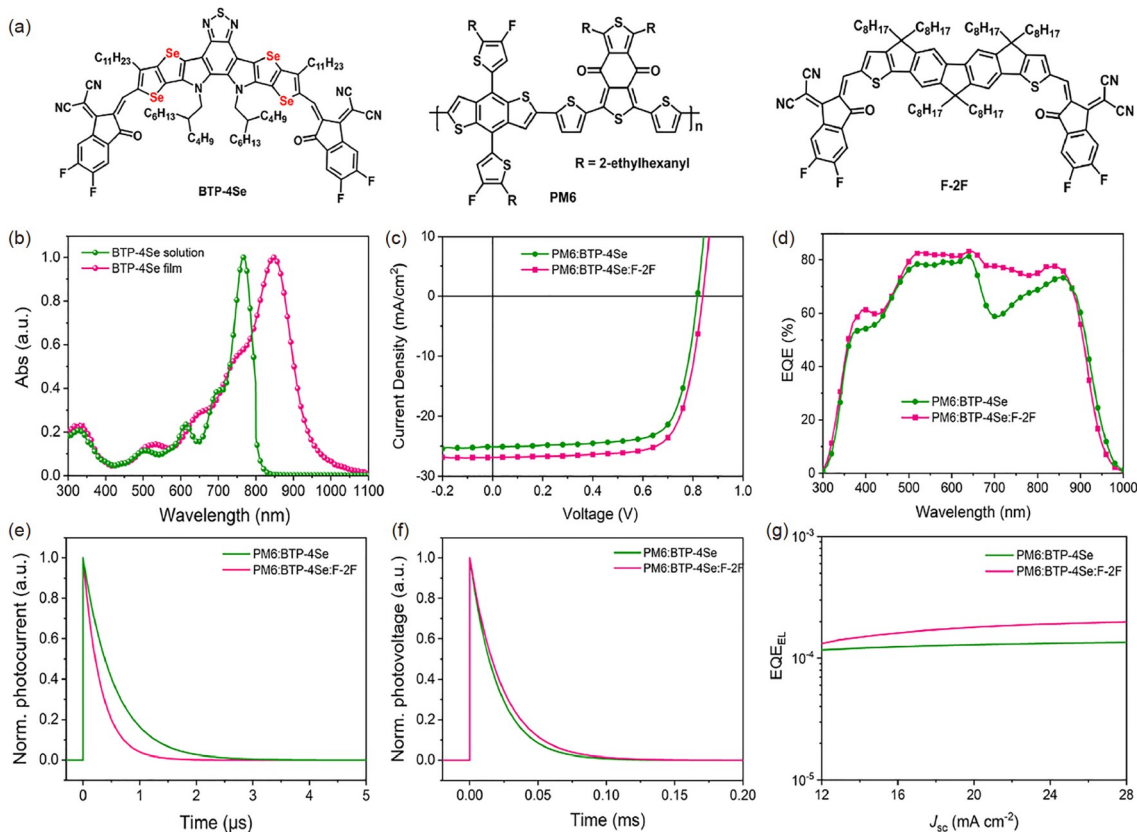 (a)
N S N
Se Se
C11H23 C11H23
Se N N Se
NC CN C6H13 C4H9 O
C4H9 C6H13 O
NC CN
F F F F
BTP-4Se
R F R S R
S O O
S S S S
n
S F R
R = 2-ethylhexanyl
PM6
C8H17 C8H17 C8H17 C8H17
S S
C8H17 C8H17
NC CN O
O CN CN
F F F F
F-2F
(b)
BTP-4Se solution
BTP-4Se film
Abs (a.u.)
1.0
0.8
0.6
0.4
0.2
0.0
300 400 500 600 700 800 900 1000 1100
Wavelength (nm)
(c)
PM6:BTP-4Se
PM6:BTP-4Se:F-2F
Current Density (mA/cm2)
10
0
-10
-20
-30
-0.2 0.0 0.2 0.4 0.6 0.8 1.0
Voltage (V)
(d)
EQE (%)
80
60
40
20
0
PM6:BTP-4Se
PM6:BTP-4Se:F-2F
300 400 500 600 700 800 900 1000
Wavelength (nm)
(e)
PM6:BTP-4Se
PM6:BTP-4Se:F-2F
Norm. photocurrent (a.u.)
1.0
0.8
0.6
0.4
0.2
0.0
0 1 2 3 4 5
Time (μs)
(f)
PM6:BTP-4Se
PM6:BTP-4Se:F-2F
Norm. photovoltage (a.u.)
1.0
0.8
0.6
0.4
0.2
0.0
0.00 0.05 0.10 0.15 0.20
Time (ms)
(g)
PM6:BTP-4Se
PM6:BTP-4Se:F-2F
EQEEL
10-3
10-4
10-5
12 16 20 24 28
Jsc (mA cm-2)